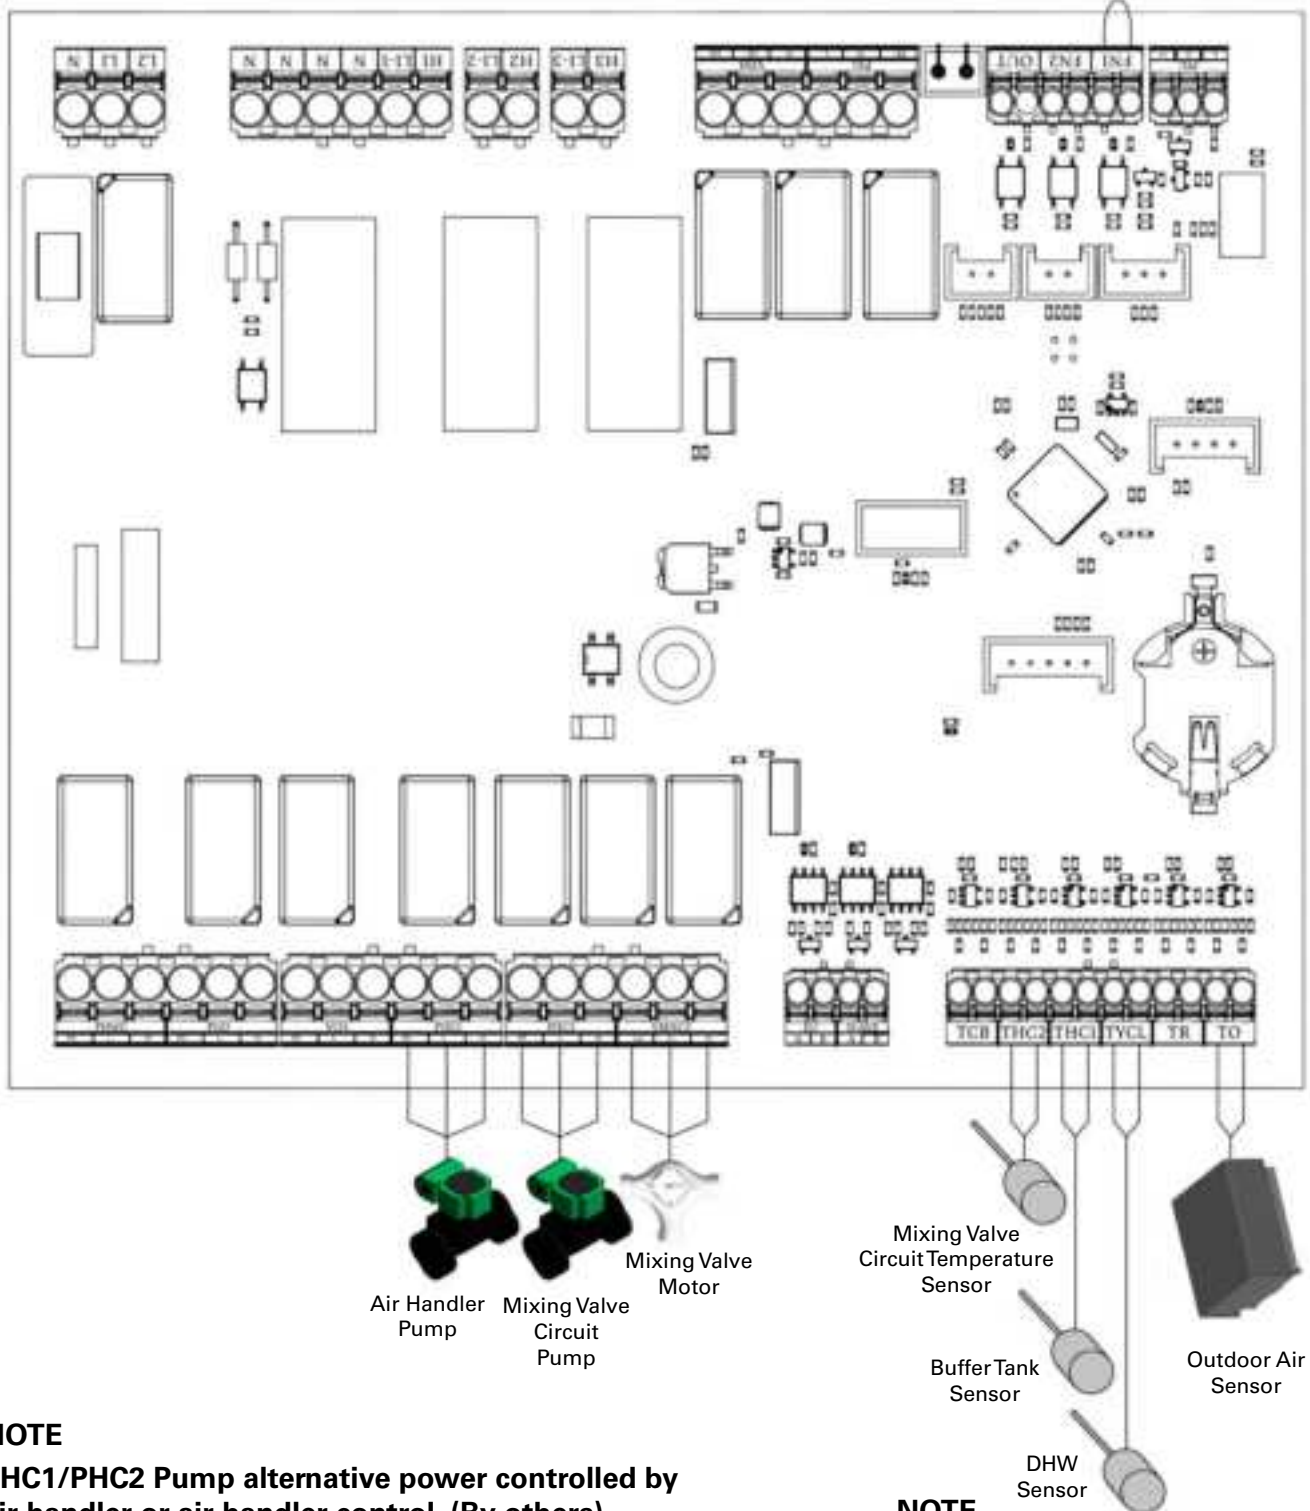 N L1 L2
N N N N L1-1 H1
L1-2 H2
L1-3 H3
OUT FN2 FN1
TCB THC2 THC1 TYCL TR TO
Air Handler
Pump
Mixing Valve
Circuit
Pump
Mixing Valve
Motor
Mixing Valve
Circuit Temperature
Sensor
Buffer Tank
Sensor
DHW
Sensor
Outdoor Air
Sensor
OTE
HC1/PHC2 Pump alternative power controlled by
ir handler or air handler control. (By others)
NOTE